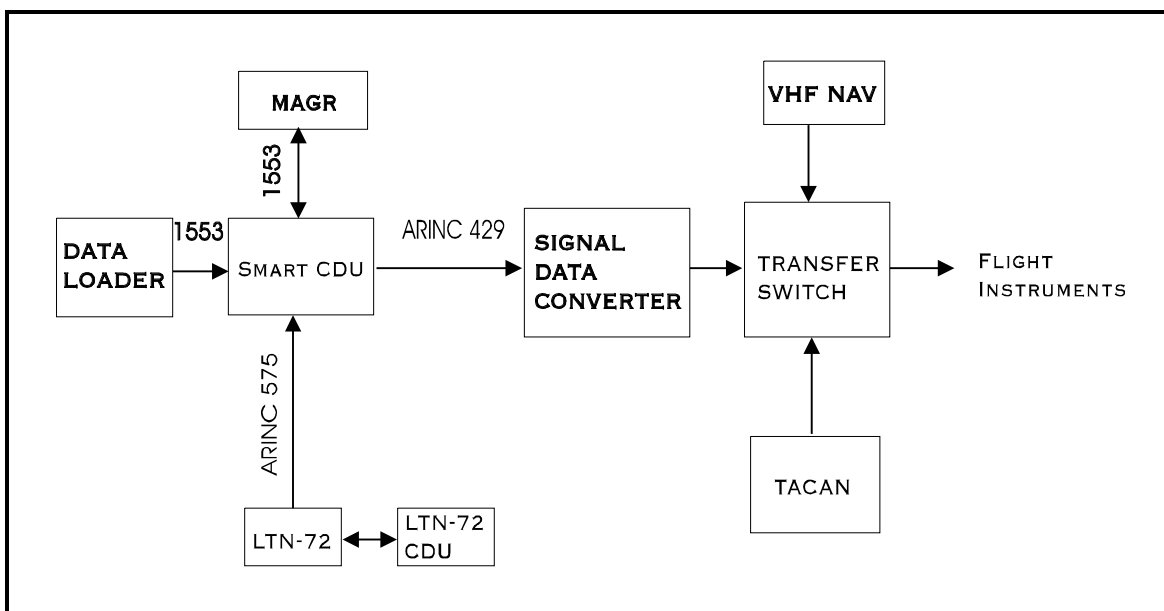 MAGR
VHF NAV
1553
DATA
LOADER
1553
SMART CDU
ARINC 429
SIGNAL
DATA
CONVERTER
TRANSFER
SWITCH
FLIGHT
INSTRUMENTS
ARINC 575
TACAN
LTN-72
LTN-72
CDU